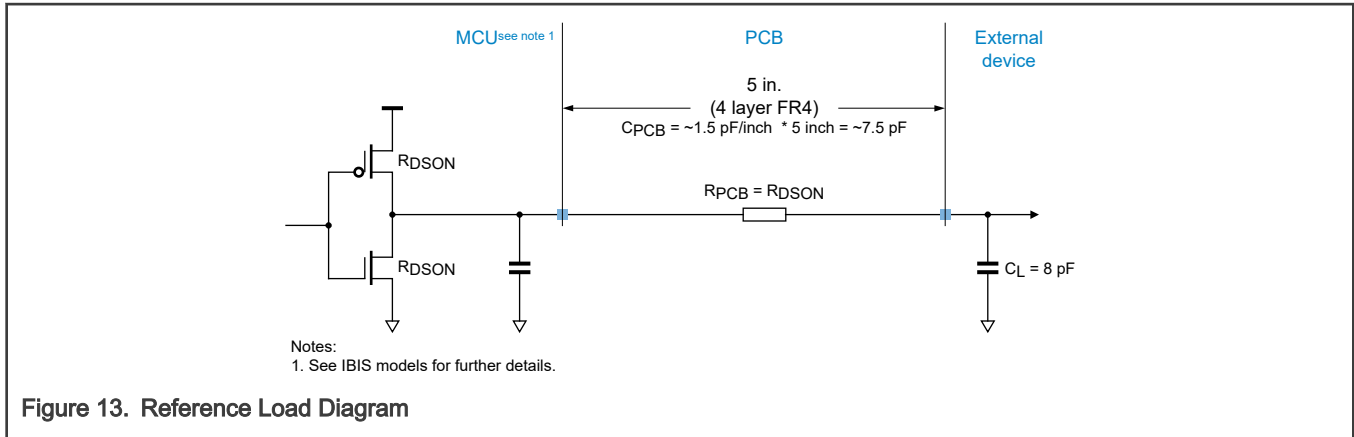 MCUsee note 1
PCB
External
device
5 in.
(4 layer FR4)
CPCB = ~1.5 pF/inch * 5 inch = ~7.5 pF
RDSON
RPCB = RDSON
RDSON
CL = 8 pF
Notes:
1. See IBIS models for further details.
Figure 13. Reference Load Diagram